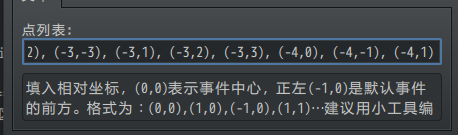 点列表:
2), (-3,-3), (-3,1), (-3,2), (-3,3), (-4,0), (-4,-1), (-4,1)
填入相对坐标，(0,0)表示事件中心，正左(-1,0)是默认事件
的前方。格式为：(0,0),(1,0),(-1,0),(1,1)…建议用小工具编